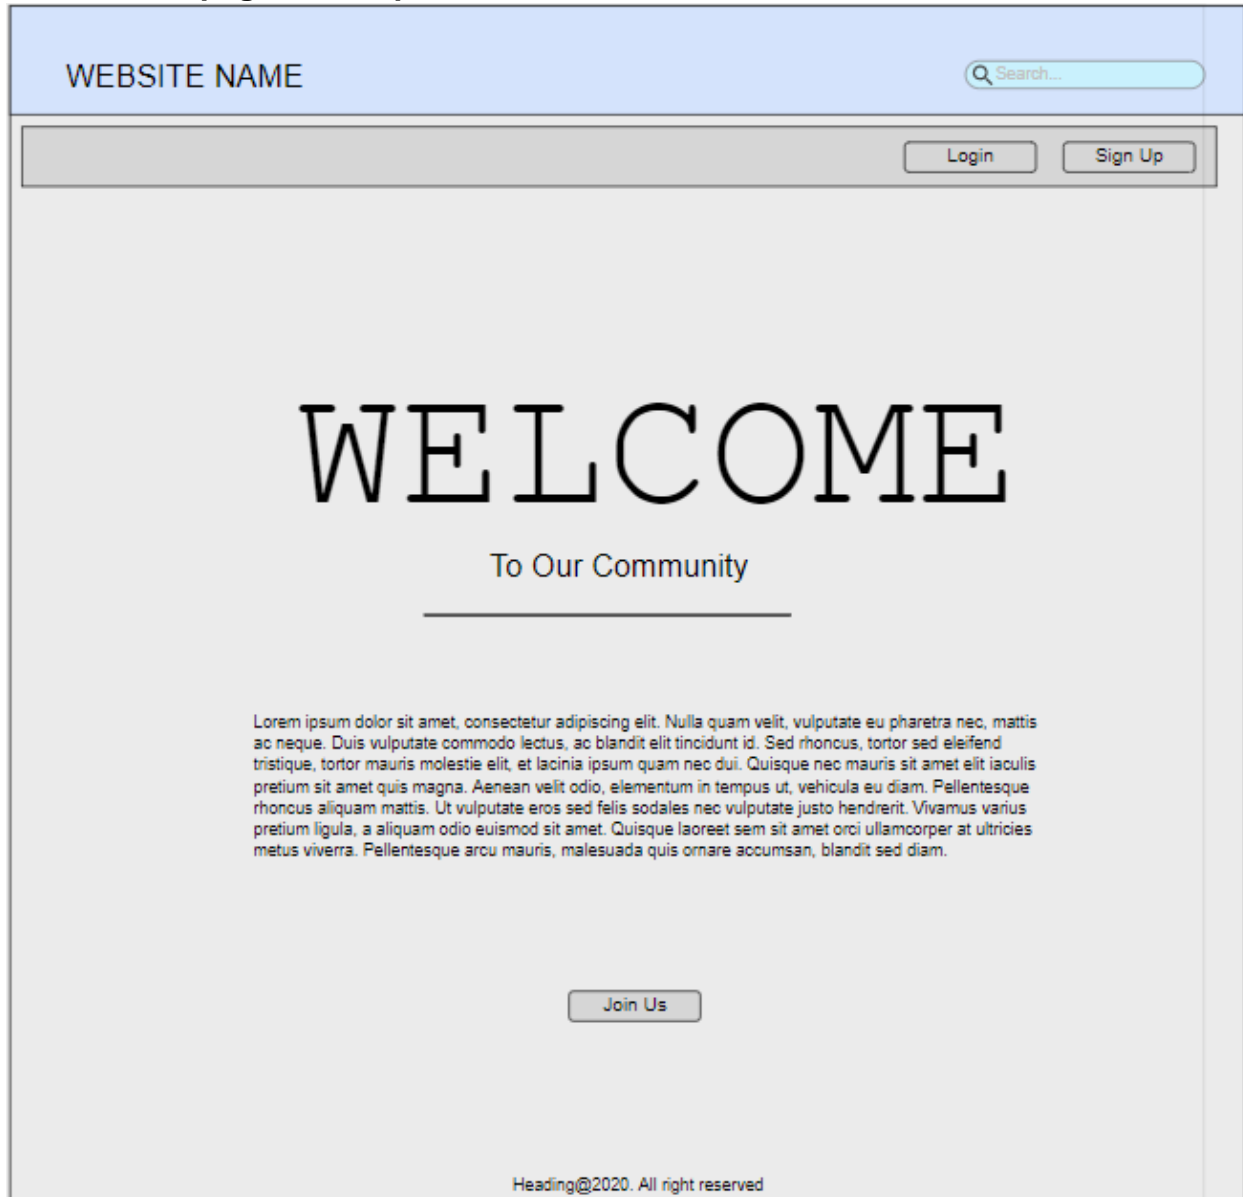 WEBSITE NAME
Search...
Login
Sign Up
WELCOME
To Our Community
Lorem ipsum dolor sit amet, consectetur adipiscing elit. Nulla quam velit, vulputate eu pharetra nec, mattis
ac neque. Duis vulputate commodo lectus, ac blandit elit tincidunt id. Sed rhoncus, tortor sed eleifend
tristique, tortor mauris molestie elit, et lacinia ipsum quam nec dui. Quisque nec mauris sit amet elit iaculis
pretium sit amet quis magna. Aenean velit odio, elementum in tempus ut, vehicula eu diam. Pellentesque
rhoncus aliquam mattis. Ut vulputate eros sed felis sodales nec vulputate justo hendrerit. Vivamus varius
pretium ligula, a aliquam odio euismod sit amet. Quisque laoreet sem sit amet orci ullamcorper at ultricies
metus viverra. Pellentesque arcu mauris, malesuada quis ornare accumsan, blandit sed diam.
Join Us
Heading@2020. All right reserved